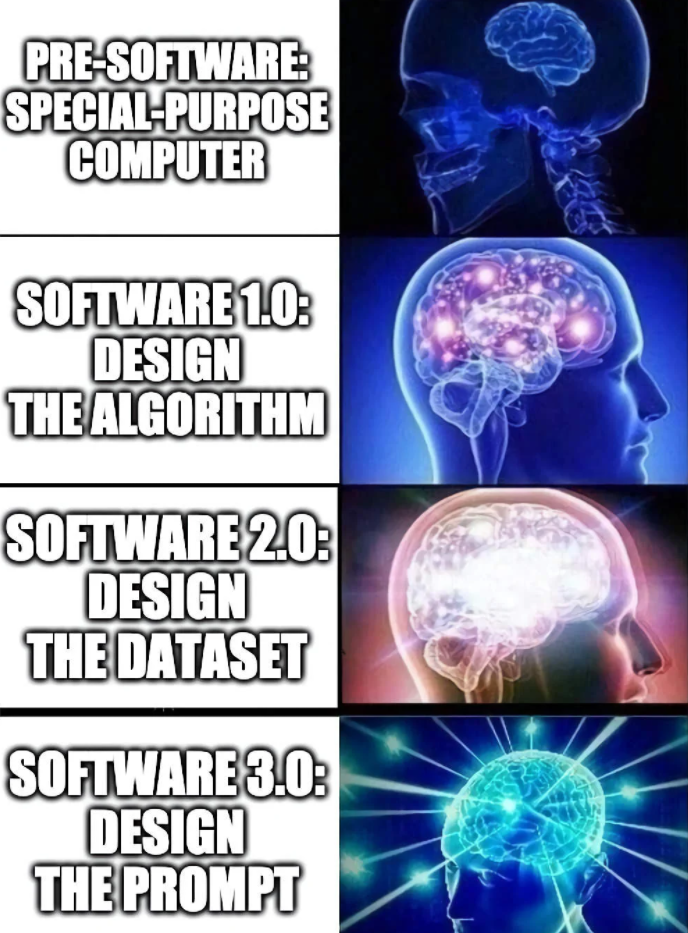 PRE-SOFTWARE:
SPECIAL-PURPOSE
COMPUTER
SOFTWARE 1.0:
DESIGN
THE ALGORITHM
SOFTWARE 2.0:
DESIGN
THE DATASET
SOFTWARE 3.0:
DESIGN
THE PROMPT